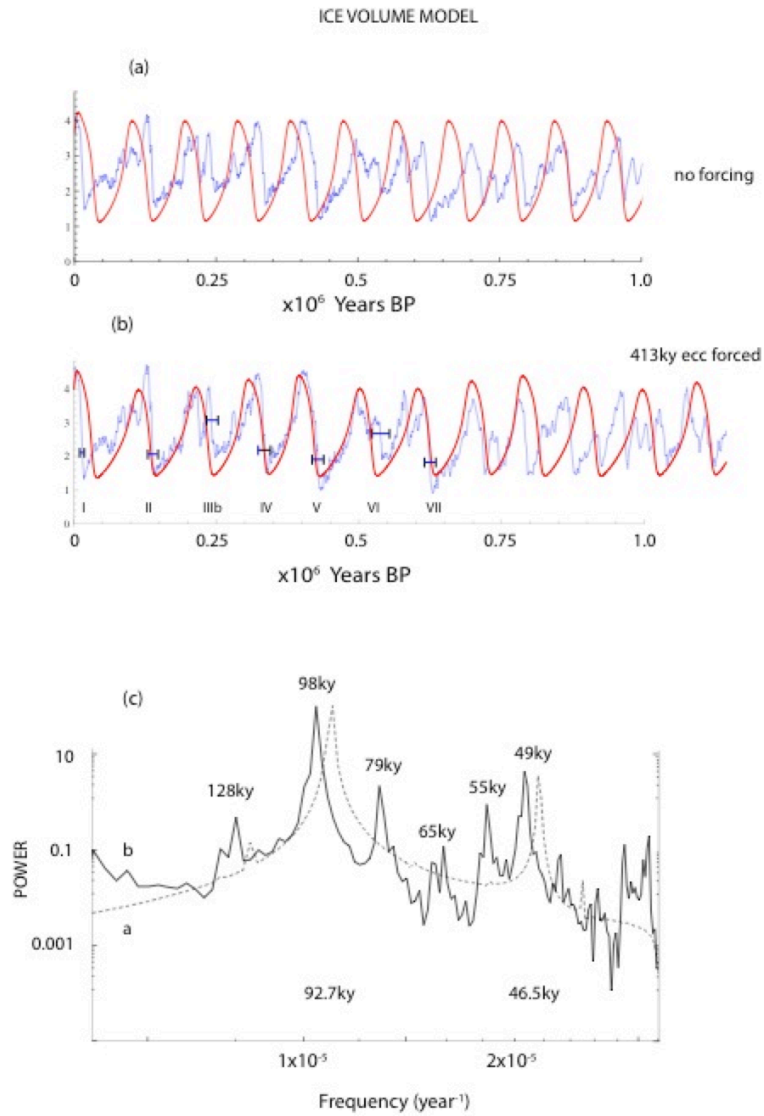 ICE VOLUME MODEL
(a)
4
3
2
1
0
no forcing
0 0.25 0.5 0.75 1.0
x10⁶ Years BP
(b)
413ky ecc forced
4
3
2
1
0
I II IIIb IV V VI VII
0 0.25 0.5 0.75 1.0
x10⁶ Years BP
(c)
98ky
10
128ky 79ky 65ky 55ky 49ky
POWER
0.1
b
a
0.001
92.7ky 46.5ky
1x10⁻⁵ 2x10⁻⁵
Frequency (year⁻¹)